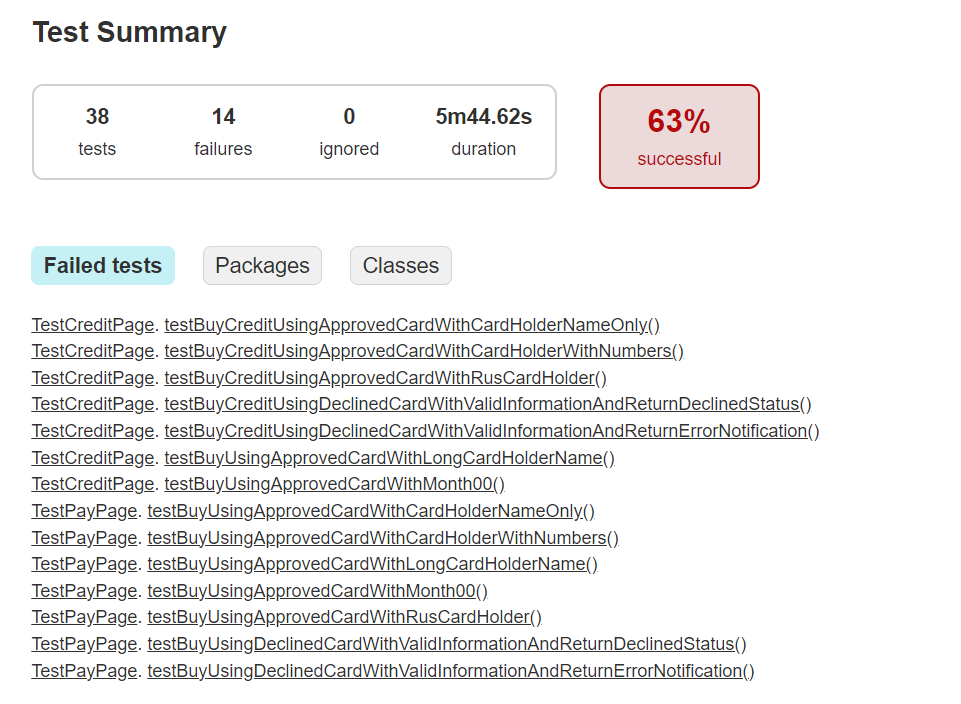 Test Summary
38 14 0 5m44.62s
tests failures ignored duration
63%
successful
Failed tests Packages Classes
TestCreditPage. testBuyCreditUsingApprovedCardWithCardHolderNameOnly()
TestCreditPage. testBuyCreditUsingApprovedCardWithCardHolderWithNumbers()
TestCreditPage. testBuyCreditUsingApprovedCardWithRusCardHolder()
TestCreditPage. testBuyCreditUsingDeclinedCardWithValidInformationAndReturnDeclinedStatus()
TestCreditPage. testBuyCreditUsingDeclinedCardWithValidInformationAndReturnErrorNotification()
TestCreditPage. testBuyUsingApprovedCardWithLongCardHolderName()
TestCreditPage. testBuyUsingApprovedCardWithMonth00()
TestPayPage. testBuyUsingApprovedCardWithCardHolderNameOnly()
TestPayPage. testBuyUsingApprovedCardWithCardHolderWithNumbers()
TestPayPage. testBuyUsingApprovedCardWithLongCardHolderName()
TestPayPage. testBuyUsingApprovedCardWithMonth00()
TestPayPage. testBuyUsingApprovedCardWithRusCardHolder()
TestPayPage. testBuyUsingDeclinedCardWithValidInformationAndReturnDeclinedStatus()
TestPayPage. testBuyUsingDeclinedCardWithValidInformationAndReturnErrorNotification()